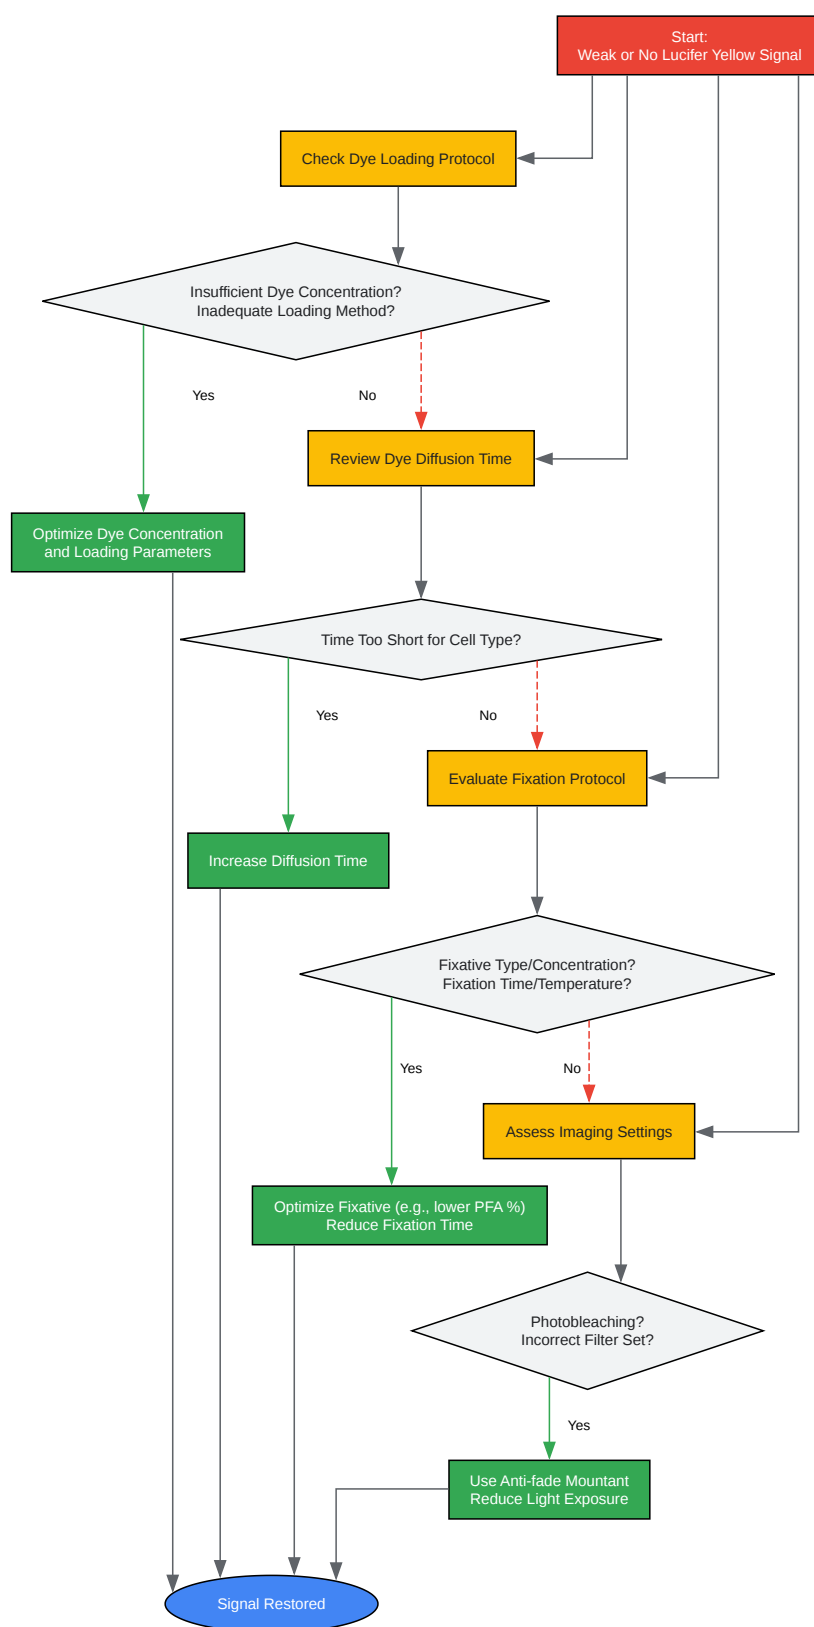 Start:
Weak or No Lucifer Yellow Signal
Check Dye Loading Protocol
Insufficient Dye Concentration?
Inadequate Loading Method?
Yes
No
Review Dye Diffusion Time
Optimize Dye Concentration
and Loading Parameters
Time Too Short for Cell Type?
Yes
No
Evaluate Fixation Protocol
Increase Diffusion Time
Fixative Type/Concentration?
Fixation Time/Temperature?
Yes
No
Assess Imaging Settings
Optimize Fixative (e.g., lower PFA %)
Reduce Fixation Time
Photobleaching?
Incorrect Filter Set?
Yes
Use Anti-fade Mountant
Reduce Light Exposure
Signal Restored